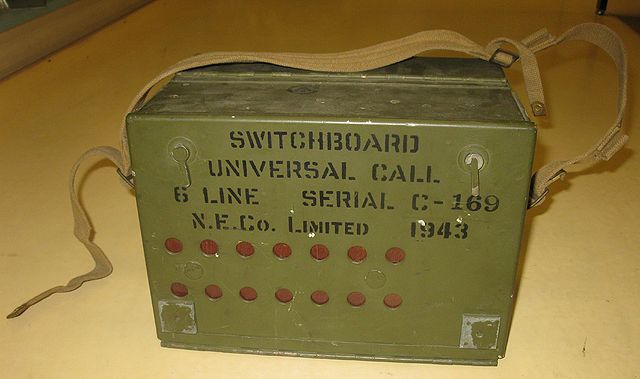 SWITCHBOARD
UNIVERSAL CALL
6 LINE SERIAL C-169
N.E.Co. LIMITED 1943